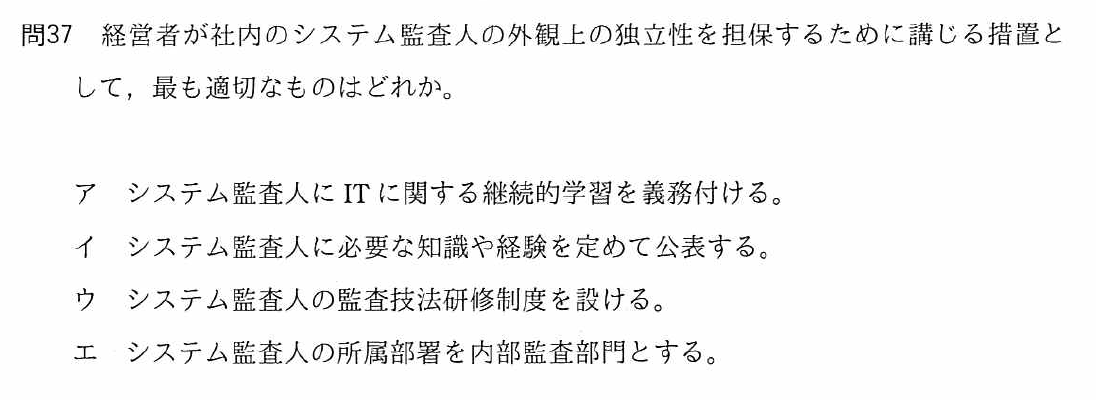 問37 経営者が社内のシステム監査人の外観上の独立性を担保するために講じる措置と
して，最も適切なものはどれか。
ア システム監査人に IT に関する継続的学習を義務付ける。
イ システム監査人に必要な知識や経験を定めて公表する。
ウ システム監査人の監査技法研修制度を設ける。
エ システム監査人の所属部署を内部監査部門とする。